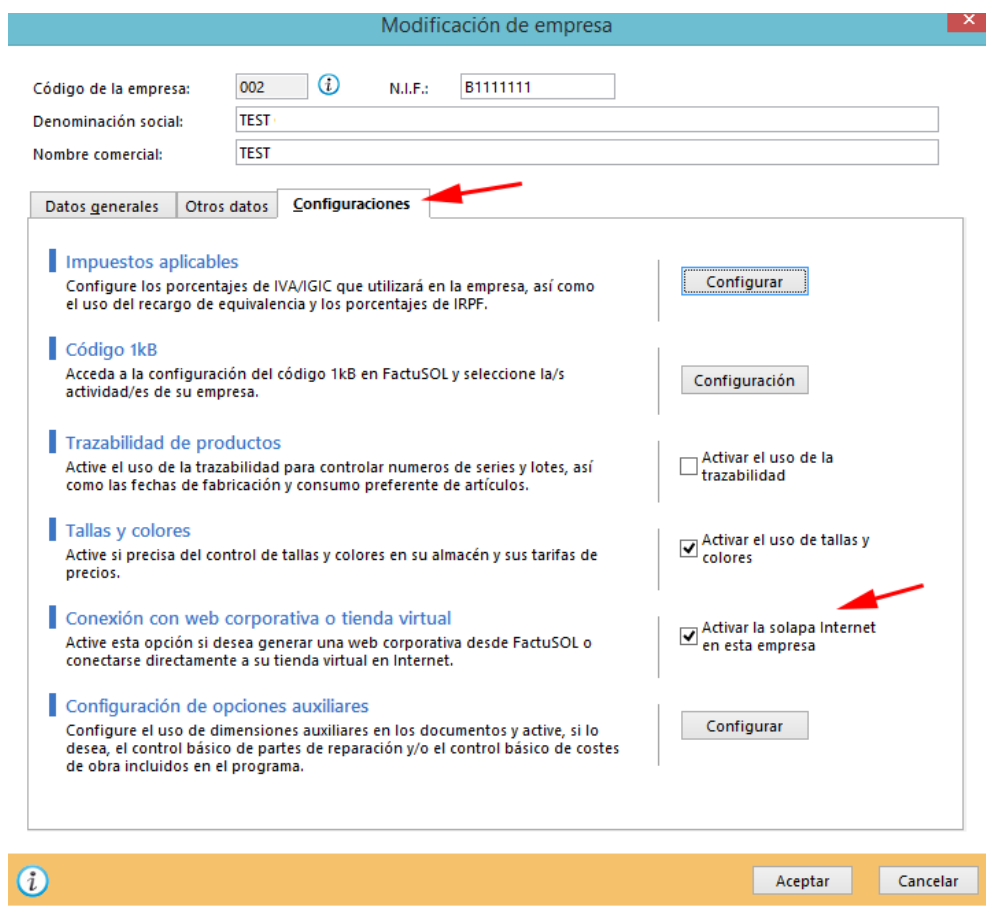 Modificación de empresa
Código de la empresa: 002 N.I.F.: B1111111
Denominación social: TEST
Nombre comercial: TEST
Datos generales Otros datos Configuraciones
Impuestos aplicables
Configure los porcentajes de IVA/IGIC que utilizará en la empresa, así como
el uso del recargo de equivalencia y los porcentajes de IRPF.
Configurar
Código 1kB
Acceda a la configuración del código 1kB en FactuSOL y seleccione la/s
actividad/es de su empresa.
Configuración
Trazabilidad de productos
Active el uso de la trazabilidad para controlar numeros de series y lotes, así
como las fechas de fabricación y consumo preferente de artículos.
Activar el uso de la
trazabilidad
Tallas y colores
Active si precisa del control de tallas y colores en su almacén y sus tarifas de
precios.
Activar el uso de tallas y
colores
Conexión con web corporativa o tienda virtual
Active esta opción si desea generar una web corporativa desde FactuSOL o
conectarse directamente a su tienda virtual en Internet.
Activar la solapa Internet
en esta empresa
Configuración de opciones auxiliares
Configure el uso de dimensiones auxiliares en los documentos y active, si lo
desea, el control básico de partes de reparación y/o el control básico de costes
de obra incluidos en el programa.
Configurar
Aceptar Cancelar